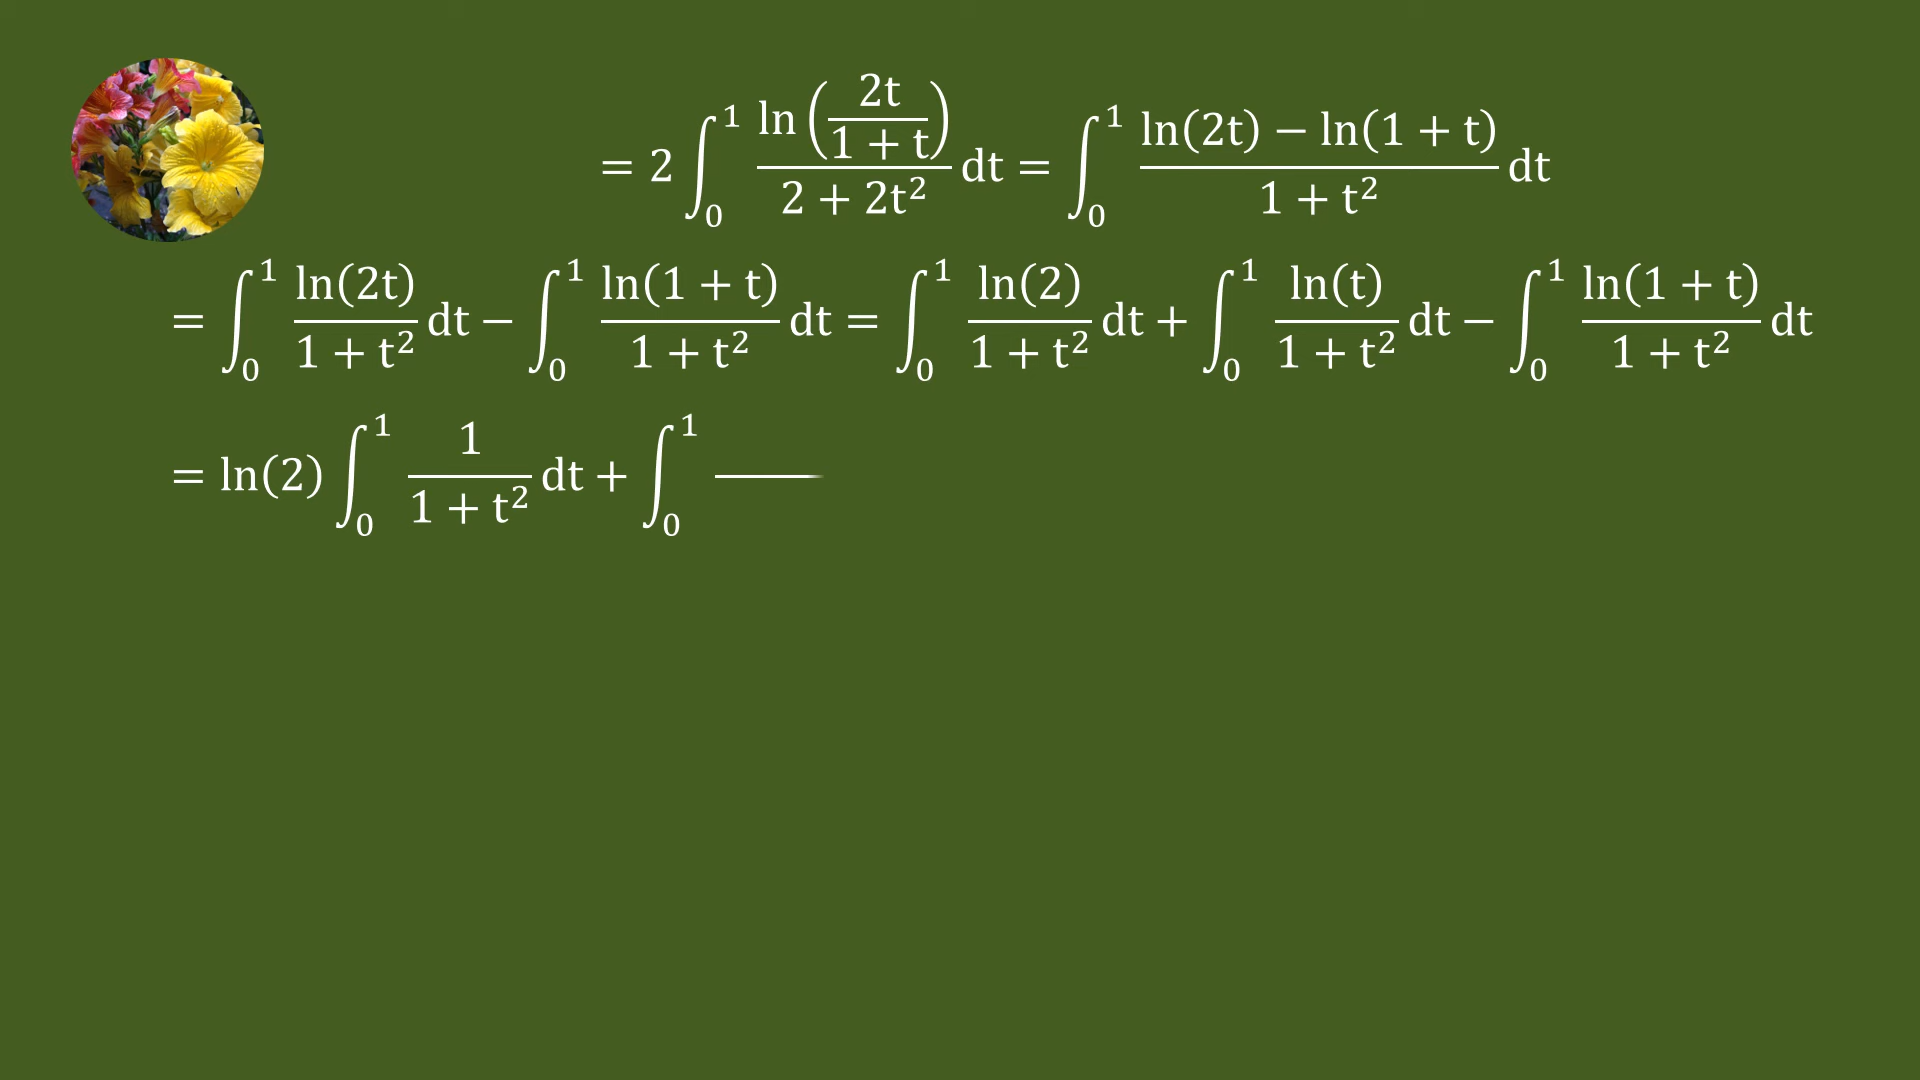 = 2 ∫₀¹ ln(2t/(1 + t))/(2 + 2t²) dt = ∫₀¹ (ln(2t) − ln(1 + t))/(1 + t²) dt
= ∫₀¹ ln(2t)/(1 + t²) dt − ∫₀¹ ln(1 + t)/(1 + t²) dt = ∫₀¹ ln(2)/(1 + t²) dt + ∫₀¹ ln(t)/(1 + t²) dt − ∫₀¹ ln(1 + t)/(1 + t²) dt
= ln(2) ∫₀¹ 1/(1 + t²) dt + ∫₀¹